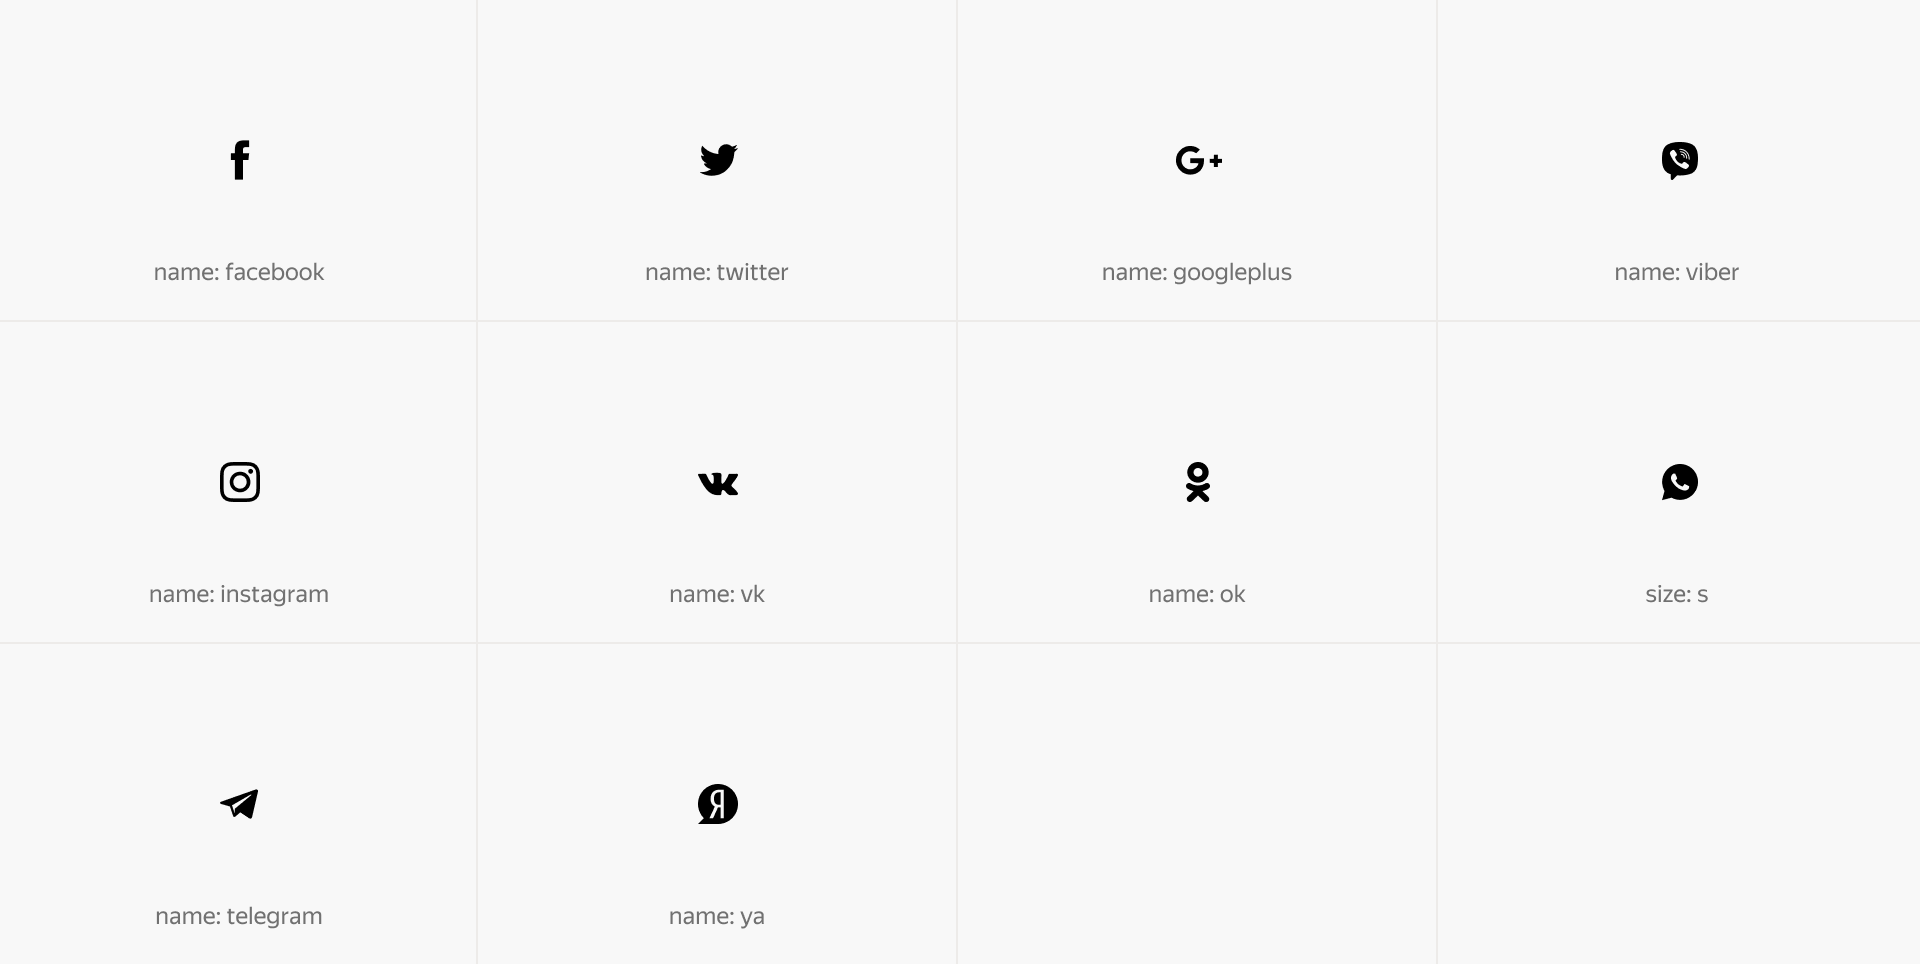 name: facebook
name: twitter
name: googleplus
name: viber
name: instagram
name: vk
name: ok
size: s
name: telegram
Я
name: ya